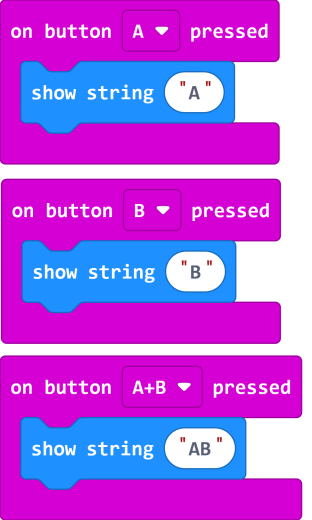 on button A pressed
show string "A"
on button B pressed
show string "B"
on button A+B pressed
show string "AB"